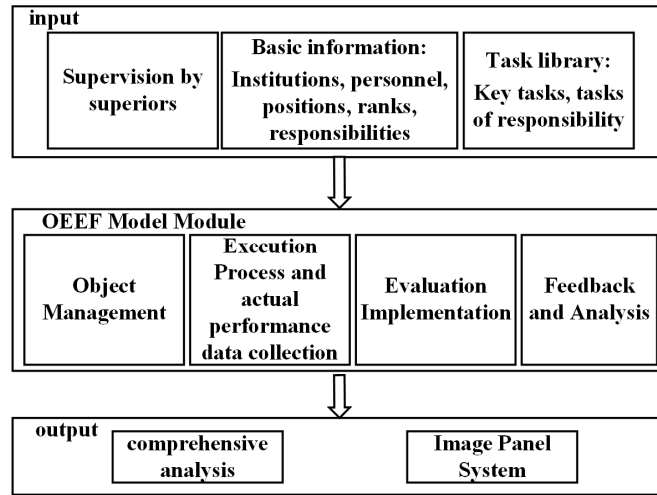 input
Supervision by
superiors
Basic information:
Institutions, personnel,
positions, ranks,
responsibilities
Task library:
Key tasks, tasks
of responsibility
OEEF Model Module
Object
Management
Execution
Process and
actual
performance
data collection
Evaluation
Implementation
Feedback
and Analysis
output
comprehensive
analysis
Image Panel
System